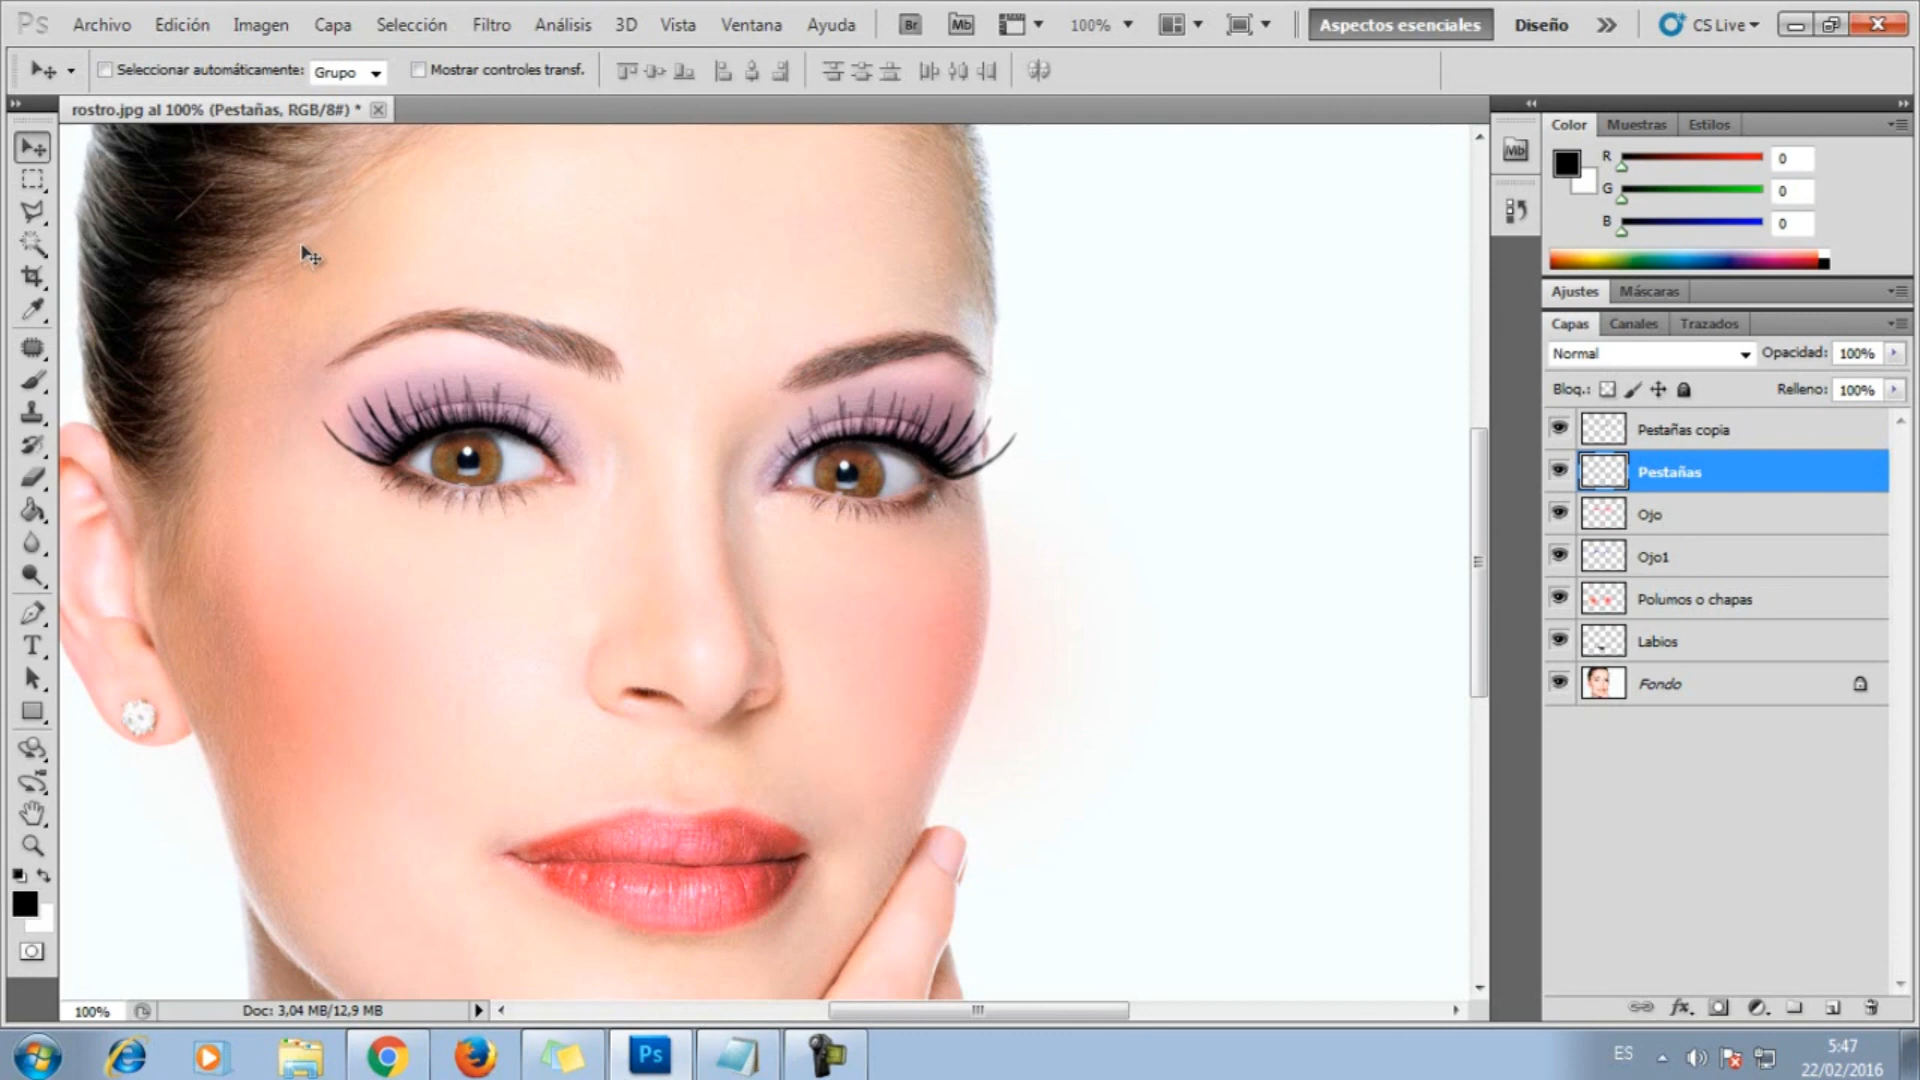 Ps Archivo Edición Imagen Capa Selección Filtro Análisis 3D Vista Ventana Ayuda Br Mb 100% Aspectos esenciales Diseño CS Live
Seleccionar automáticamente: Grupo Mostrar controles transf.
rostro.jpg al 100% (Pestañas, RGB/8#) *
Color Muestras Estilos
Mb
R 0
G 0
B 0
Ajustes Máscaras
Capas Canales Trazados
Normal Opacidad: 100%
Bloq.: Relleno: 100%
Pestañas copia
Pestañas
Ojo
Ojo1
Polumos o chapas
Labios
Fondo
T
100% Doc: 3,04 MB/12,9 MB
fx
Ps ES 5:47
22/02/2016